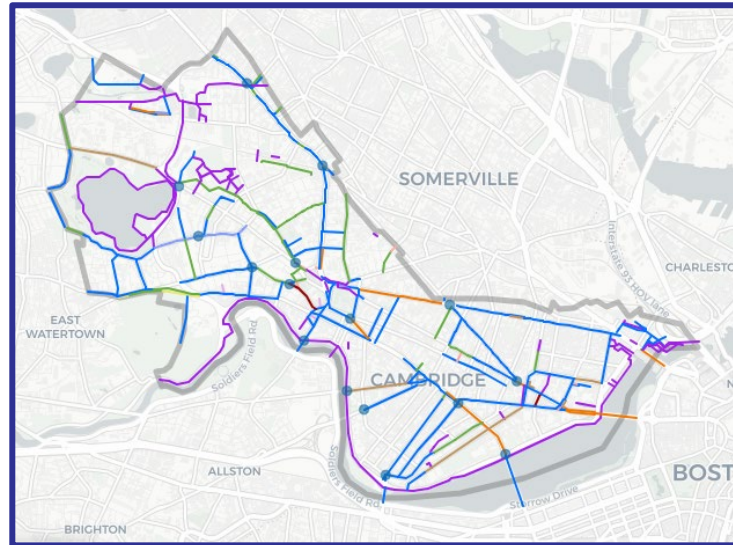 SOMERVILLE
Interstate 93 HOV lane
CHARLESTO
EAST
WATERTOWN
Soldiers Field Rd.
CAMBRIDGE
N
ALLSTON
Soldiers Field Rd.
Storrow Drive
BOST
BRIGHTON